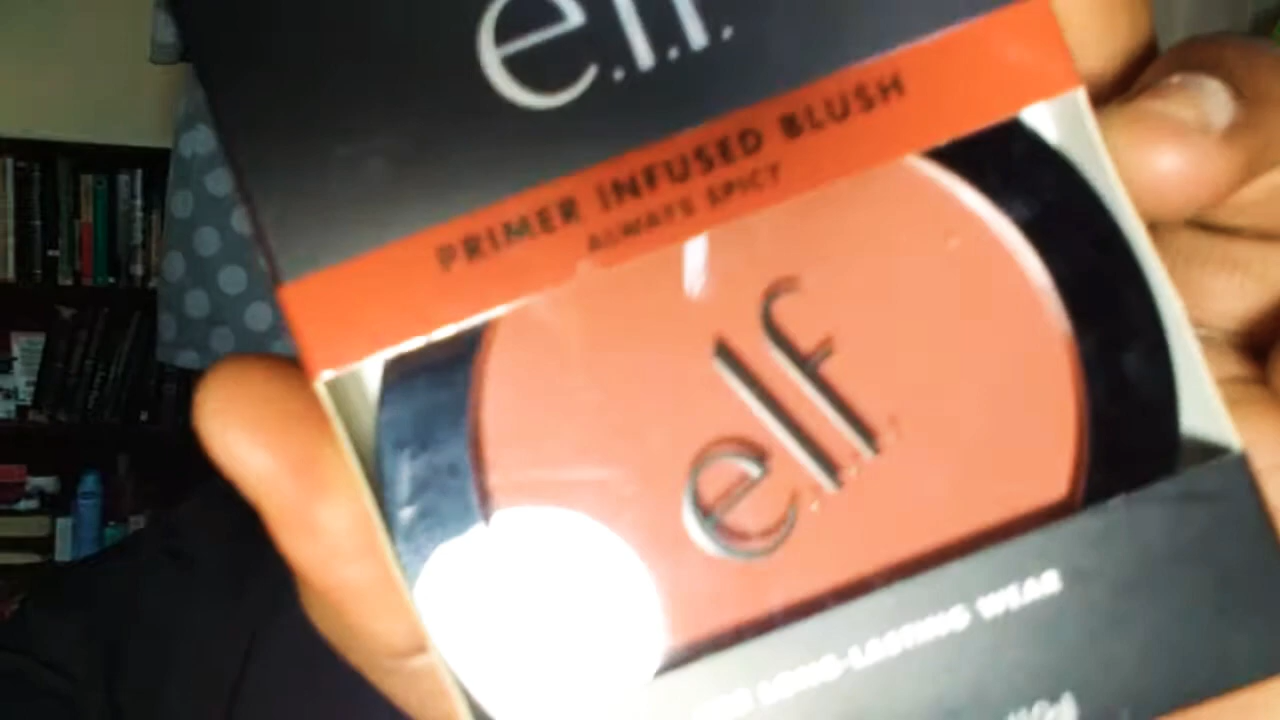 e.l.f.
PRIMER INFUSED BLUSH
ALWAYS SPICY
e.l.f.
LONG-LASTING WEAR